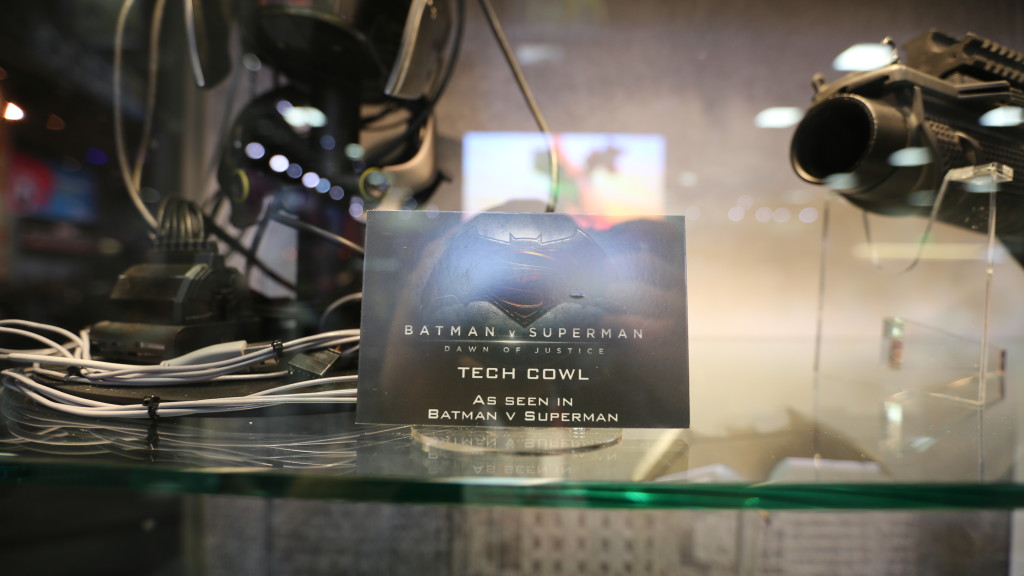 BATMAN v SUPERMAN
DAWN OF JUSTICE
TECH COWL
AS SEEN IN
BATMAN V SUPERMAN